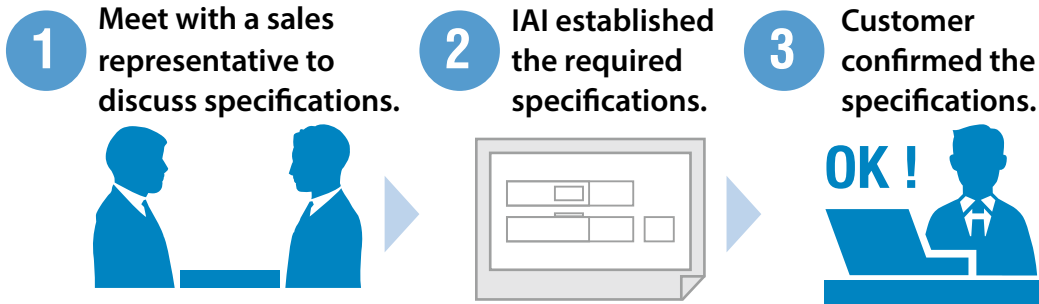 1
Meet with a sales
representative to
discuss specifications.
2
IAI established
the required
specifications.
3
Customer
confirmed the
specifications.
OK !